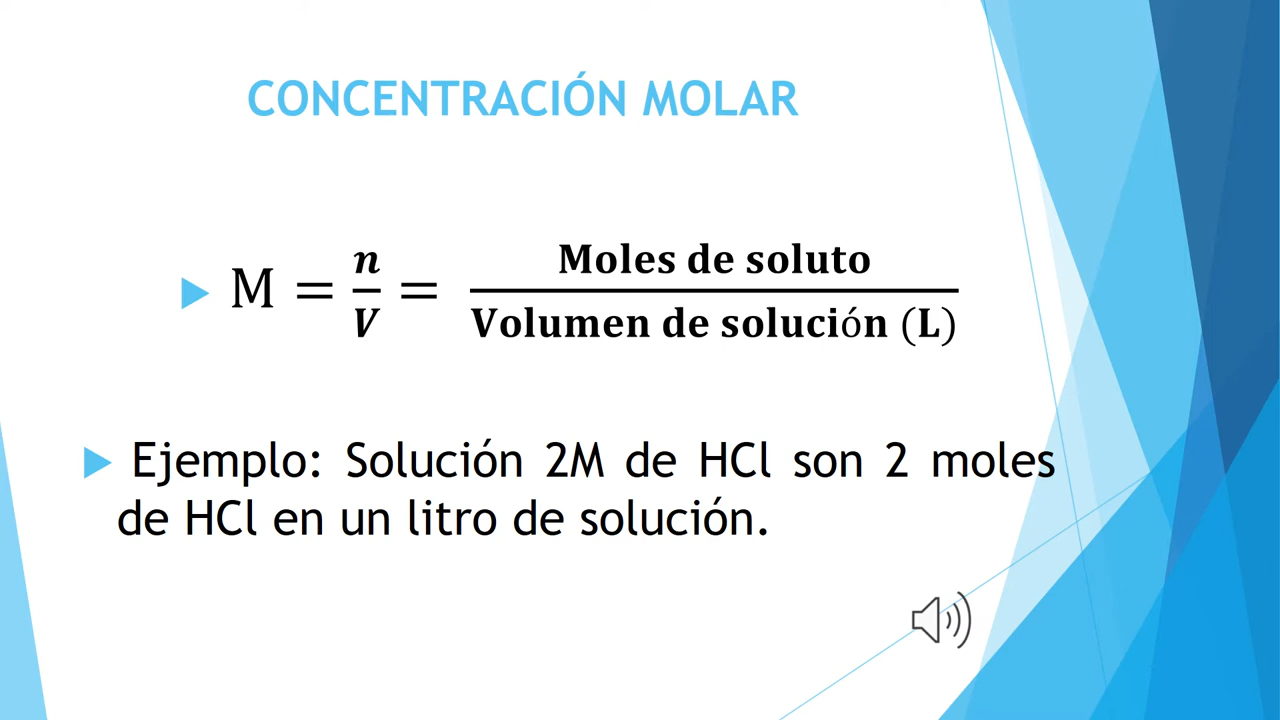 CONCENTRACIÓN MOLAR
M = n/V = Moles de soluto / Volumen de solución (L)
Ejemplo: Solución 2M de HCl son 2 moles
de HCl en un litro de solución.